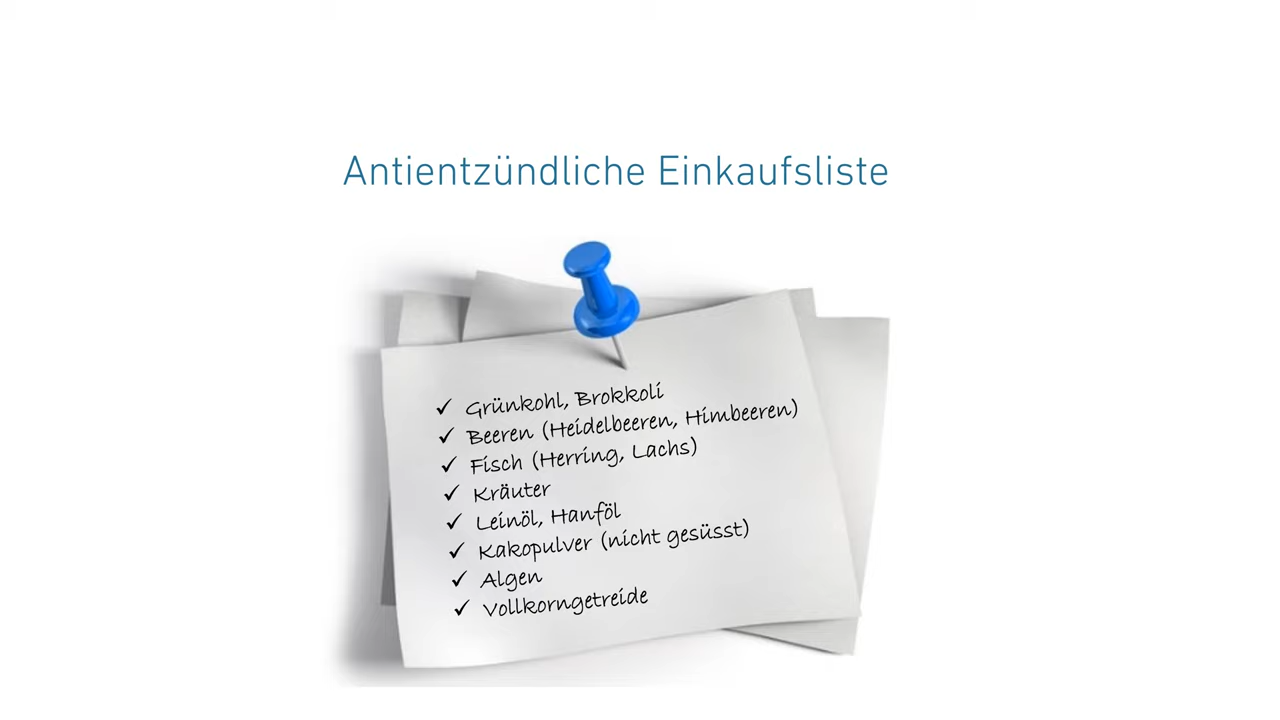 Antientzündliche Einkaufsliste
✓ Grünkohl, Brokkoli
✓ Beeren (Heidelbeeren, Himbeeren)
✓ Fisch (Herring, Lachs)
✓ Kräuter
✓ Leinöl, Hanföl
✓ Kakopulver (nicht gesüsst)
✓ Algen
✓ Vollkorngetreide